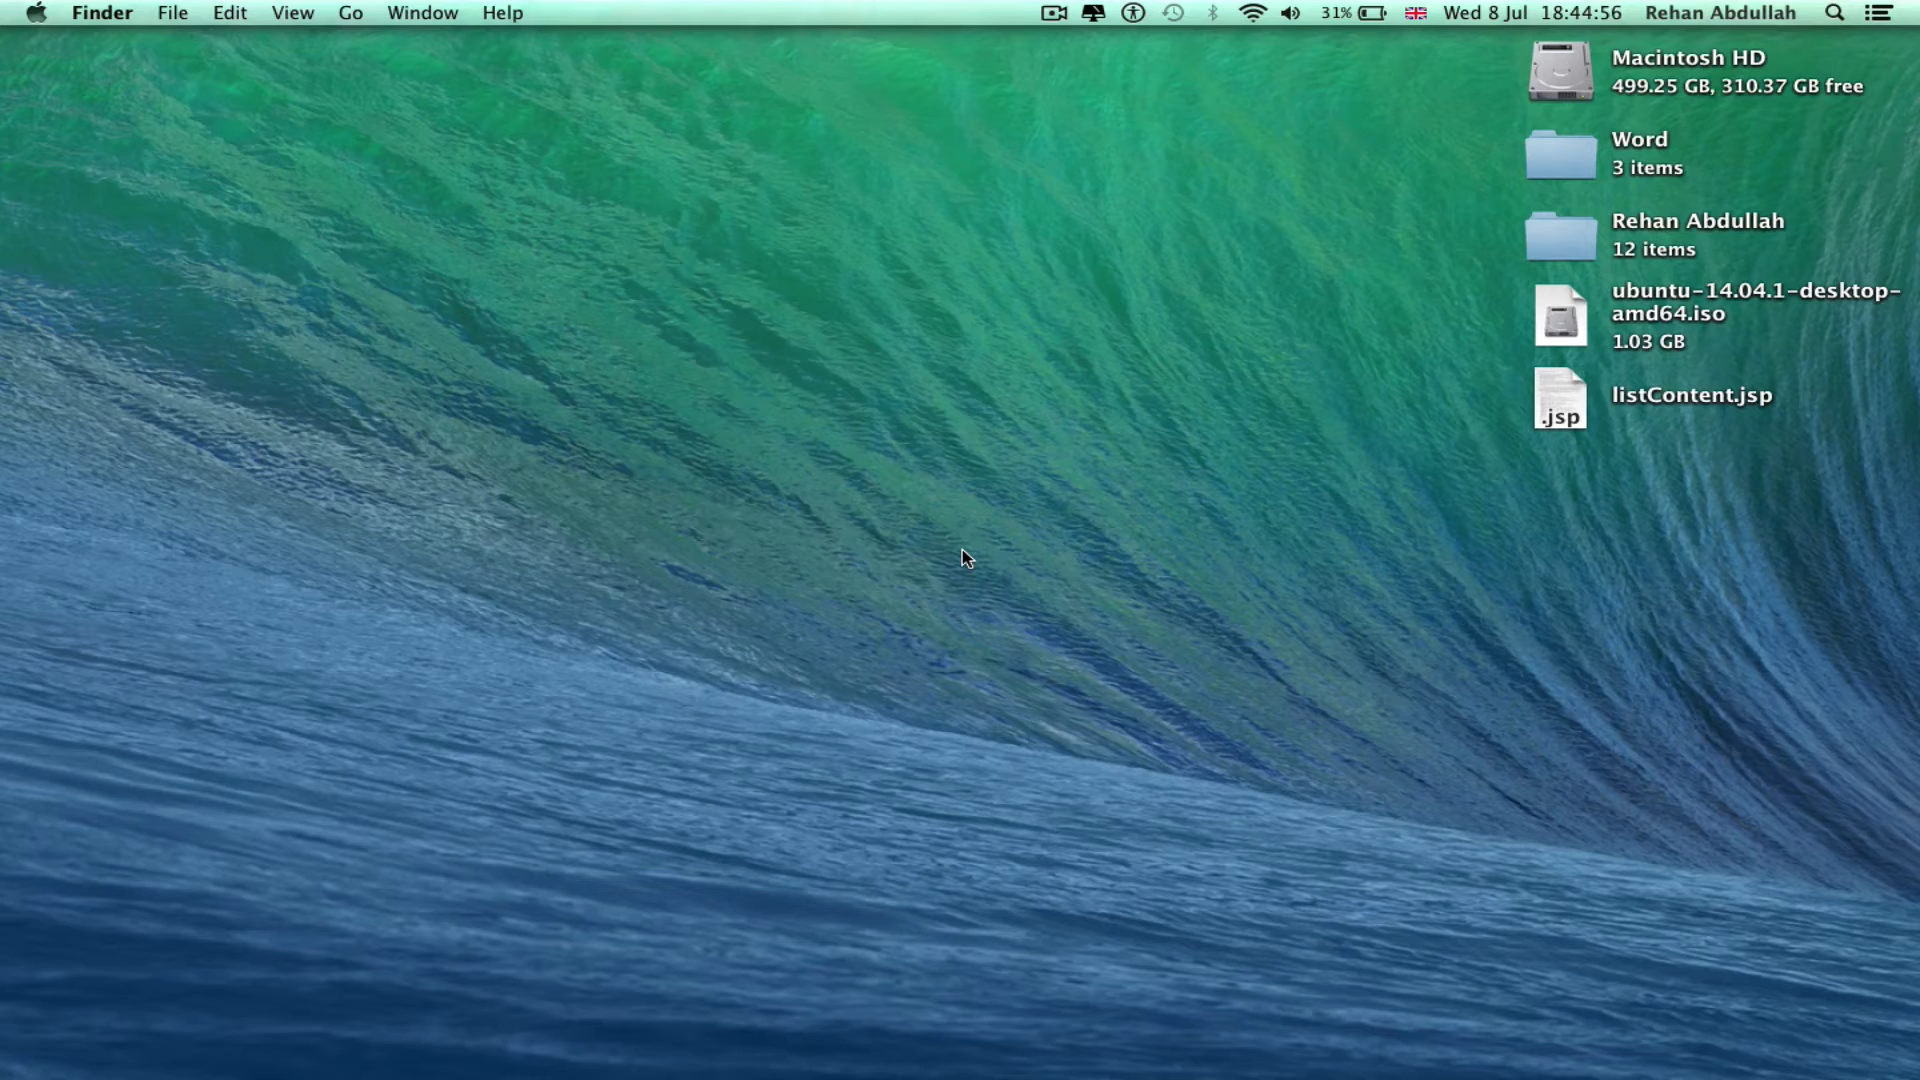 Finder File Edit View Go Window Help 31% Wed 8 Jul 18:44:56 Rehan Abdullah
Macintosh HD
499.25 GB, 310.37 GB free
Word
3 items
Rehan Abdullah
12 items
ubuntu-14.04.1-desktop-
amd64.iso
1.03 GB
listContent.jsp
.jsp